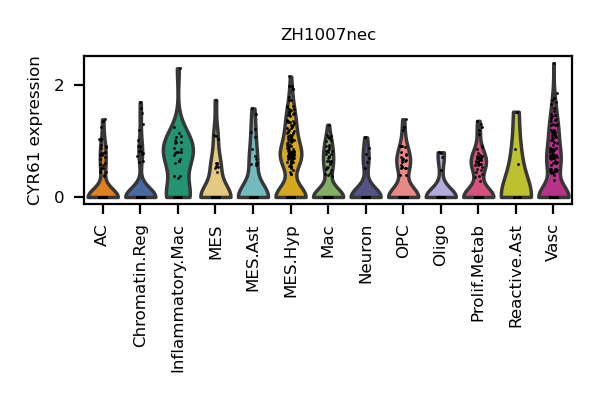 ZH1007nec
CYR61 expression
2
0
AC
Chromatin.Reg
Inflammatory.Mac
MES
MES.Ast
MES.Hyp
Mac
Neuron
OPC
Oligo
Prolif.Metab
Reactive.Ast
Vasc